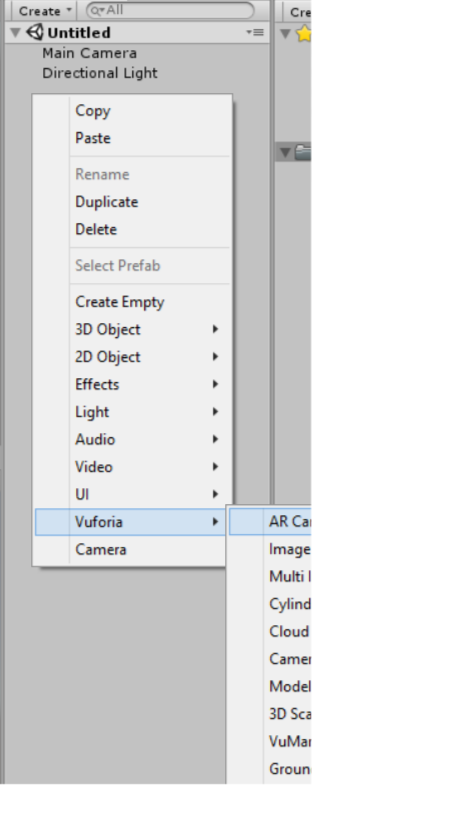 Create
All
Cre
Untitled
Main Camera
Directional Light
Copy
Paste
Rename
Duplicate
Delete
Select Prefab
Create Empty
3D Object
2D Object
Effects
Light
Audio
Video
UI
Vuforia
AR Ca
Camera
Image
Multi
Cylind
Cloud
Camer
Model
3D Sca
VuMar
Groun